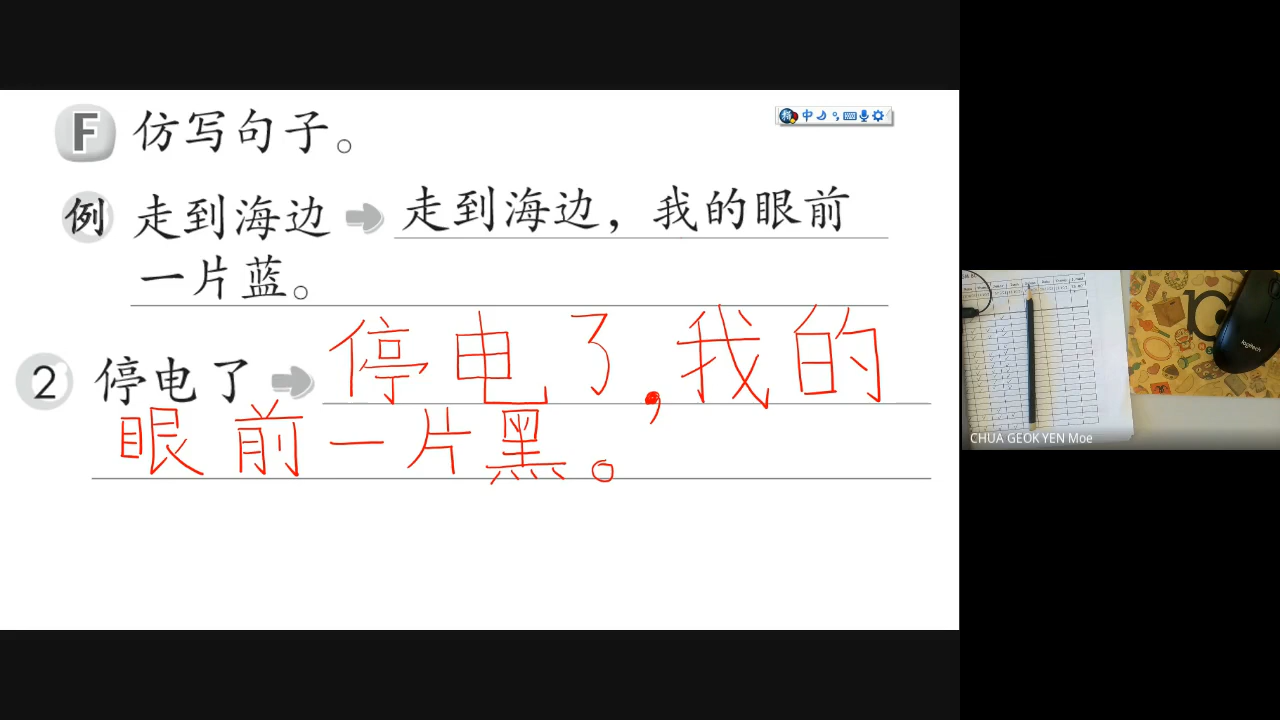 F 仿写句子。
例 走到海边 走到海边，我的眼前
一片蓝。
2 停电了 停电了,我的
眼前一片黑。
中
CHUA GEOK YEN Moe
logitech